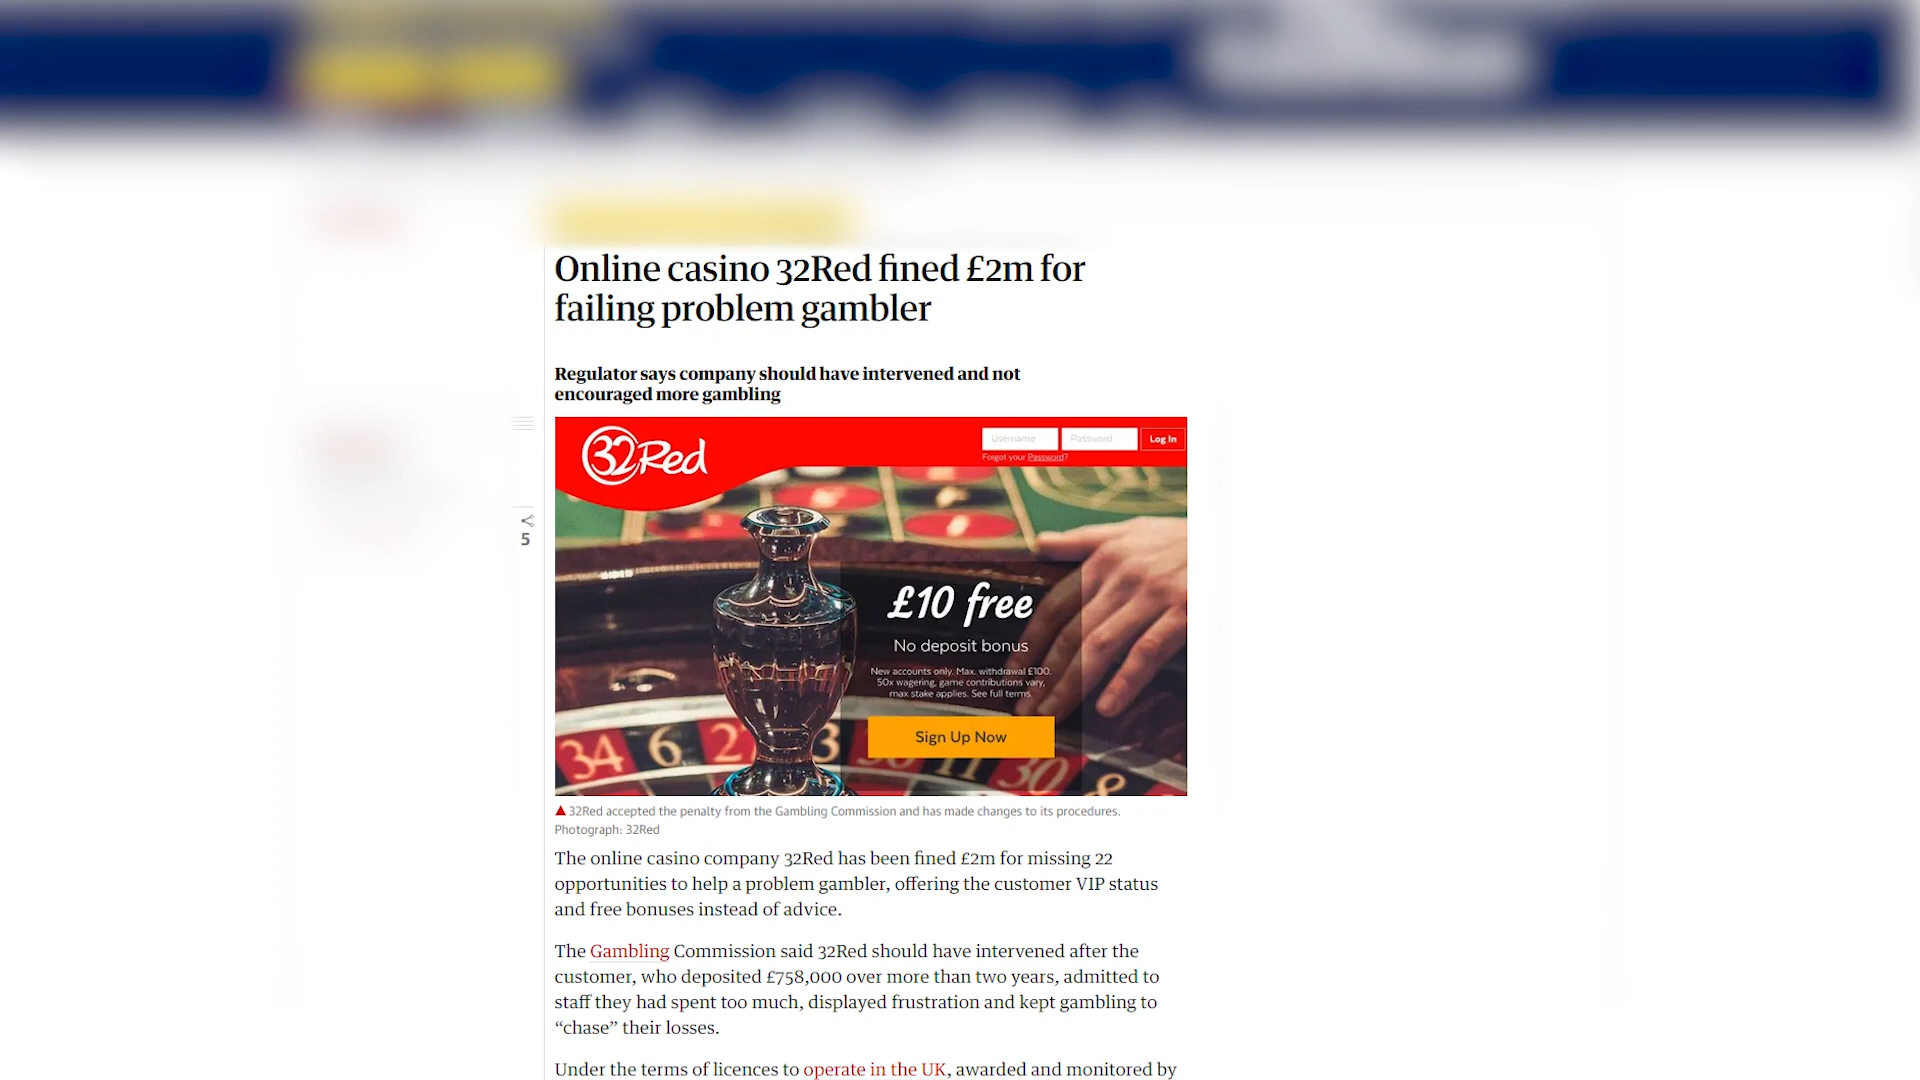 Online casino 32Red fined £2m for
failing problem gambler
Regulator says company should have intervened and not
encouraged more gambling
32Red
Username
Password
Log In
Forgot your Password?
5
£10 free
No deposit bonus
New accounts only. Max. withdrawal £100.
50x wagering, game contributions vary,
max stake applies. See full terms.
Sign Up Now
34 6 27 11 30 8
32Red accepted the penalty from the Gambling Commission and has made changes to its procedures.
Photograph: 32Red
The online casino company 32Red has been fined £2m for missing 22
opportunities to help a problem gambler, offering the customer VIP status
and free bonuses instead of advice.
The Gambling Commission said 32Red should have intervened after the
customer, who deposited £758,000 over more than two years, admitted to
staff they had spent too much, displayed frustration and kept gambling to
“chase” their losses.
Under the terms of licences to operate in the UK, awarded and monitored by